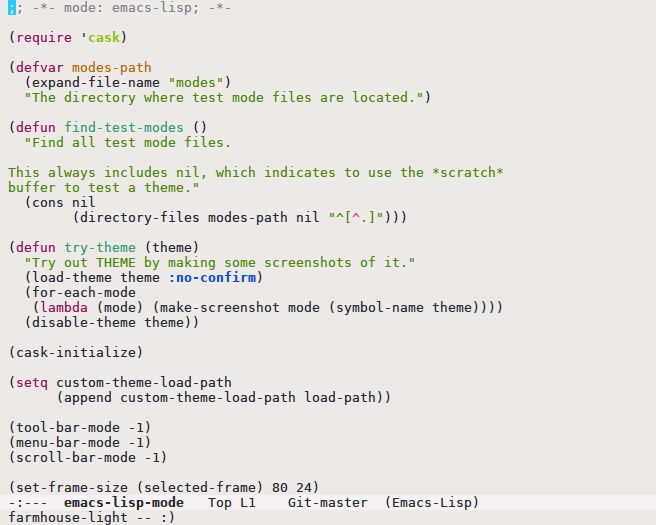 ;; -*- mode: emacs-lisp; -*-

(require 'cask)

(defvar modes-path
  (expand-file-name "modes")
  "The directory where test mode files are located.")

(defun find-test-modes ()
  "Find all test mode files.

This always includes nil, which indicates to use the *scratch*
buffer to test a theme."
  (cons nil
        (directory-files modes-path nil "^[^.]")))

(defun try-theme (theme)
  "Try out THEME by making some screenshots of it."
  (load-theme theme :no-confirm)
  (for-each-mode
   (lambda (mode) (make-screenshot mode (symbol-name theme))))
  (disable-theme theme))

(cask-initialize)

(setq custom-theme-load-path
      (append custom-theme-load-path load-path))

(tool-bar-mode -1)
(menu-bar-mode -1)
(scroll-bar-mode -1)

(set-frame-size (selected-frame) 80 24)
-:---  emacs-lisp-mode   Top L1    Git-master  (Emacs-Lisp)
farmhouse-light -- :)